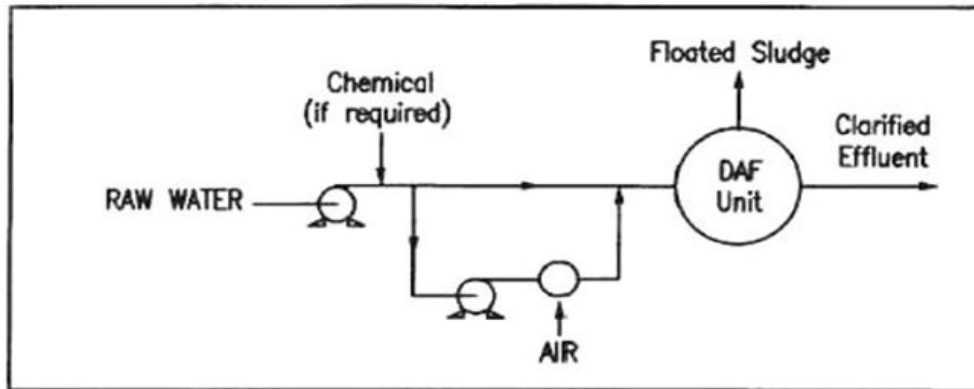 Floated Sludge
Chemical
(if required)
Clarified
Effluent
DAF
Unit
RAW WATER
AIR